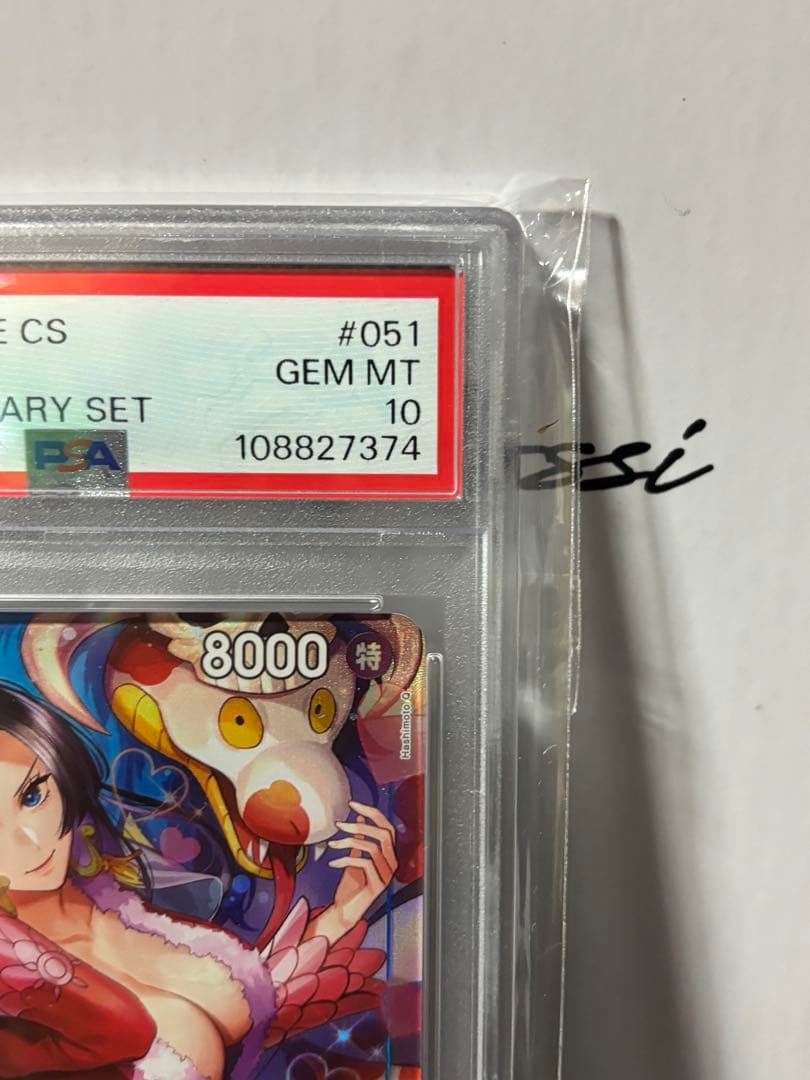 E CS
#051
GEM MT
ARY SET
10
PSA
108827374
ssi
8000 特
Hashimoto Q